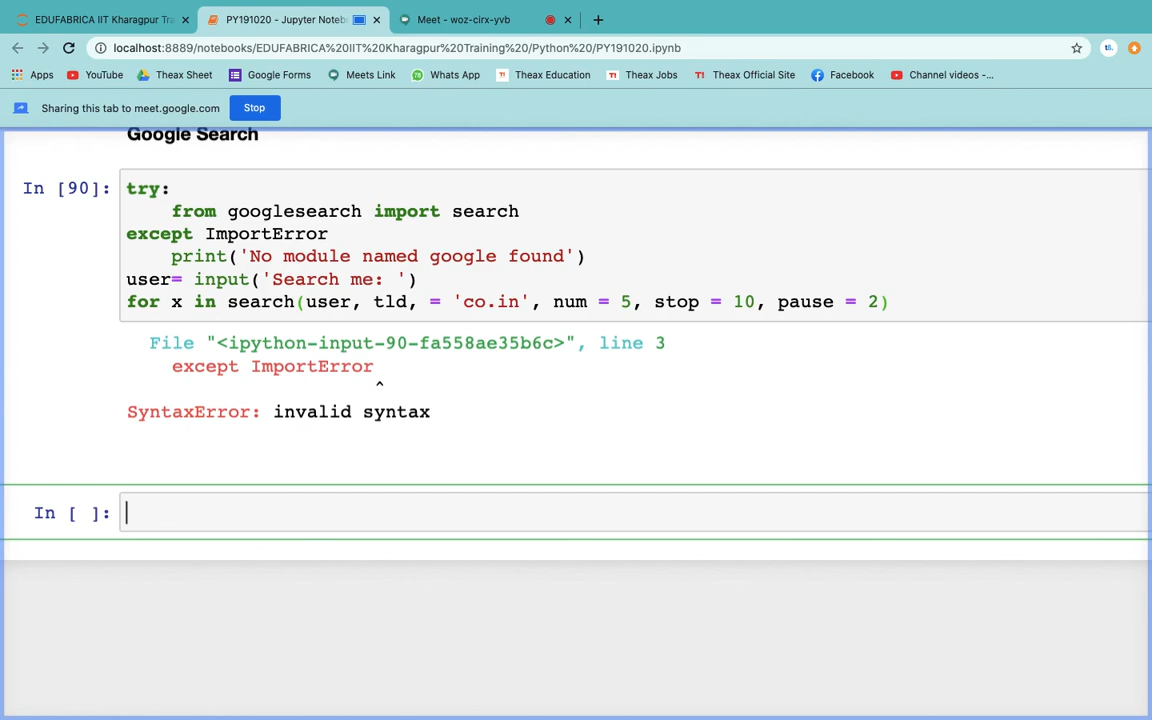 EDUFABRICA IIT Kharagpur Tra
PY191020 - Jupyter Noteb
Meet - woz-cirx-yvb
localhost:8889/notebooks/EDUFABRICA%20IIT%20Kharagpur%20Training%20/Python%20/PY191020.ipynb
Apps YouTube Theax Sheet Google Forms Meets Link Whats App Theax Education Theax Jobs Theax Official Site Facebook Channel videos -...
Sharing this tab to meet.google.com Stop
Google Search
In [90]: try:
from googlesearch import search
except ImportError
print('No module named google found')
user= input('Search me: ')
for x in search(user, tld, = 'co.in', num = 5, stop = 10, pause = 2)
File "<ipython-input-90-fa558ae35b6c>", line 3
except ImportError
^
SyntaxError: invalid syntax
In [ ]: